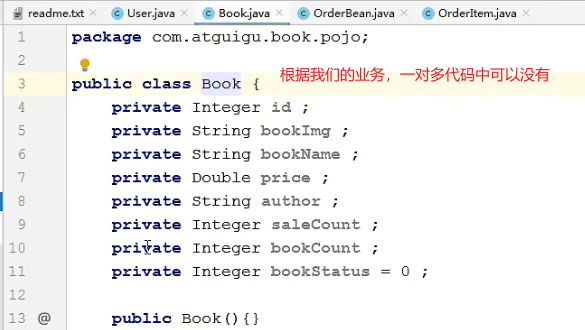 readme.txt × User.java × Book.java × OrderBean.java × OrderItem.java ×
1 package com.atguigu.book.pojo;
2
3 public class Book { 根据我们的业务，一对多代码中可以没有
4 private Integer id ;
5 private String bookImg ;
6 private String bookName ;
7 private Double price ;
8 private String author ;
9 private Integer saleCount ;
10 private Integer bookCount ;
11 private Integer bookStatus = 0 ;
12
13 @ public Book(){}